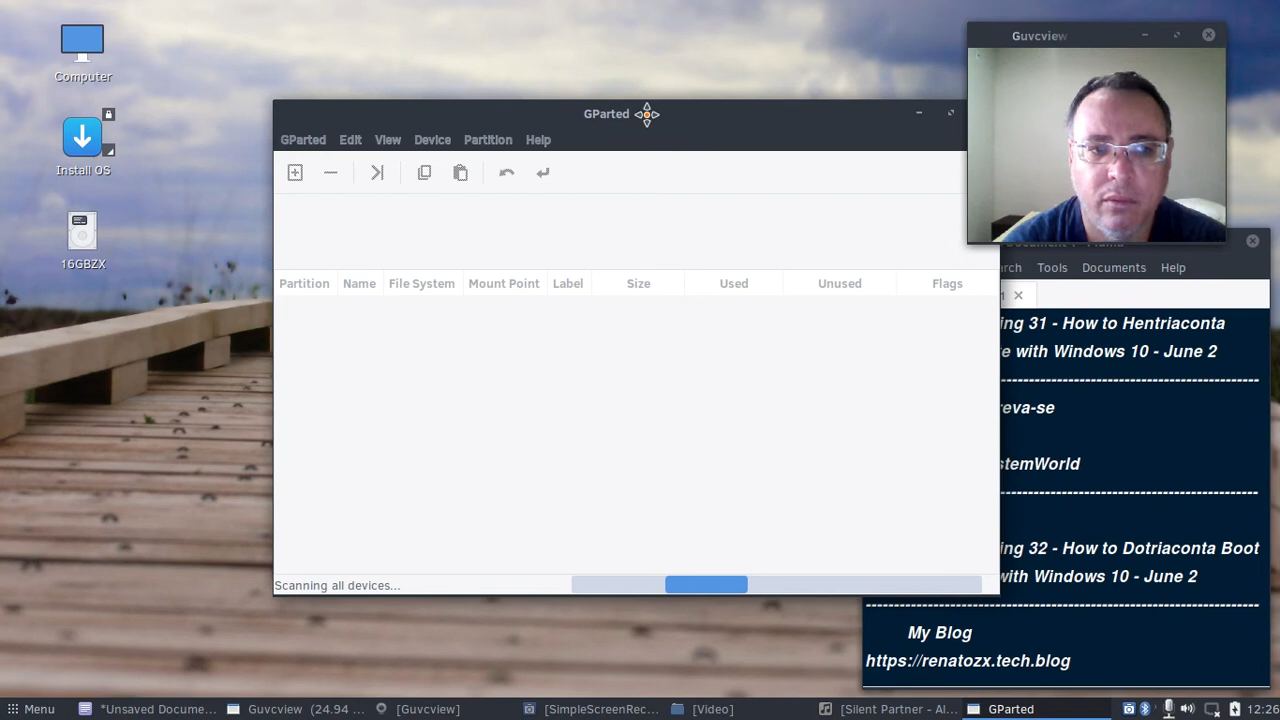 Computer
Install OS
16GBZX
Guvcview
GParted
GParted Edit View Device Partition Help
Partition Name File System Mount Point Label Size Used Unused Flags
Scanning all devices...
Tools Documents Help
1
ing 31 - How to Hentriaconta
e with Windows 10 - June 2
--------------------------------------------------
reva-se
stemWorld
--------------------------------------------------
ing 32 - How to Dotriaconta Boot
with Windows 10 - June 2
------------------------------------------------------------------------
My Blog
https://renatozx.tech.blog
Menu *Unsaved Docume... Guvcview (24.94 [Guvcview] [SimpleScreenRec... [Video] [Silent Partner - Al... GParted 12:26